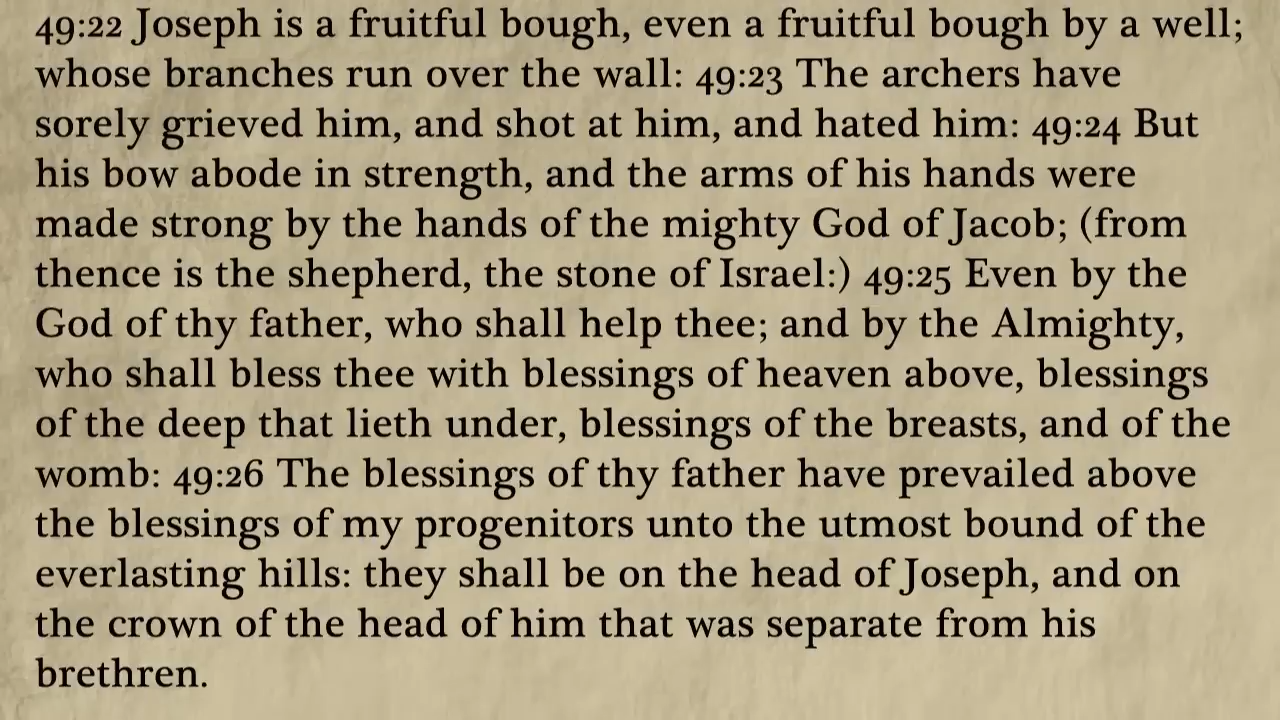 49:22 Joseph is a fruitful bough, even a fruitful bough by a well;
whose branches run over the wall: 49:23 The archers have
sorely grieved him, and shot at him, and hated him: 49:24 But
his bow abode in strength, and the arms of his hands were
made strong by the hands of the mighty God of Jacob; (from
thence is the shepherd, the stone of Israel:) 49:25 Even by the
God of thy father, who shall help thee; and by the Almighty,
who shall bless thee with blessings of heaven above, blessings
of the deep that lieth under, blessings of the breasts, and of the
womb: 49:26 The blessings of thy father have prevailed above
the blessings of my progenitors unto the utmost bound of the
everlasting hills: they shall be on the head of Joseph, and on
the crown of the head of him that was separate from his
brethren.